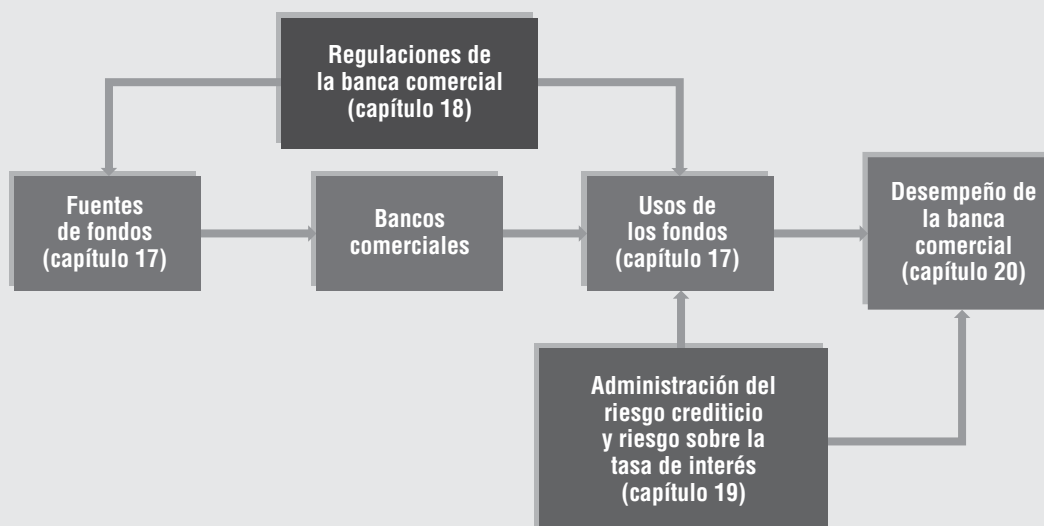 Regulaciones de
la banca comercial
(capítulo 18)
Fuentes
de fondos
(capítulo 17)
Bancos
comerciales
Usos de
los fondos
(capítulo 17)
Desempeño de
la banca
comercial
(capítulo 20)
Administración del
riesgo crediticio
y riesgo sobre la
tasa de interés
(capítulo 19)